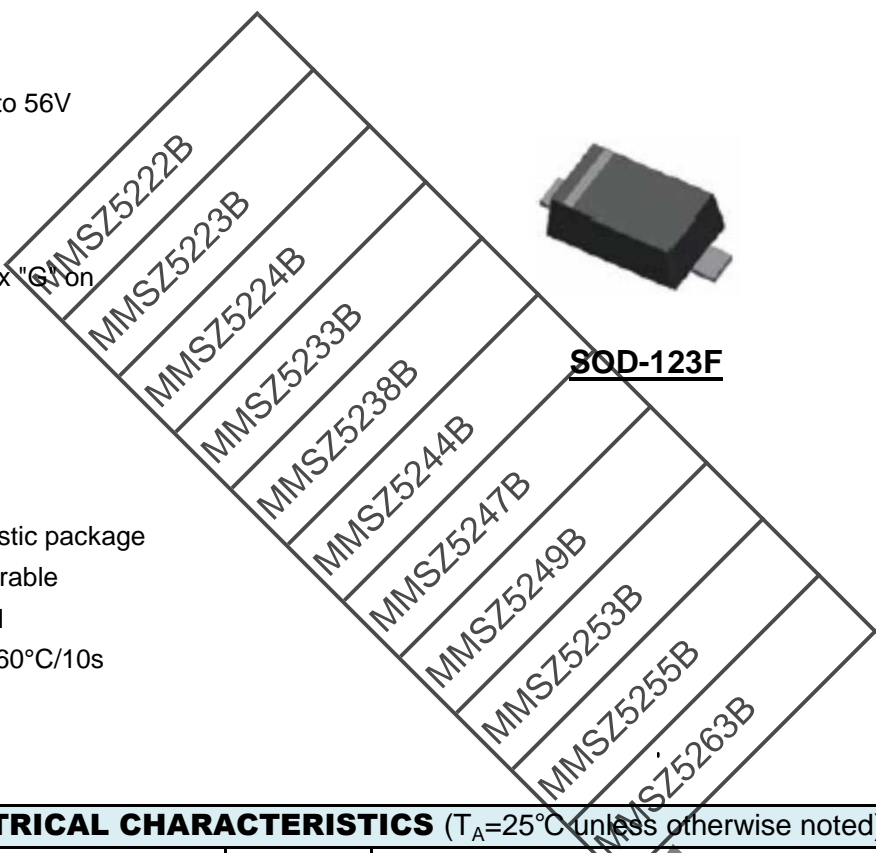 to 56V
MMSZ5222B
MMSZ5223B
x "G" on
MMSZ5224B
MMSZ5233B
SOD-123F
MMSZ5238B
MMSZ5244B
MMSZ5247B
stic package
MMSZ5249B
rable
MMSZ5253B
60°C/10s
MMSZ5255B
MMSZ5263B
TRICAL CHARACTERISTICS (TA=25°C unless otherwise noted)